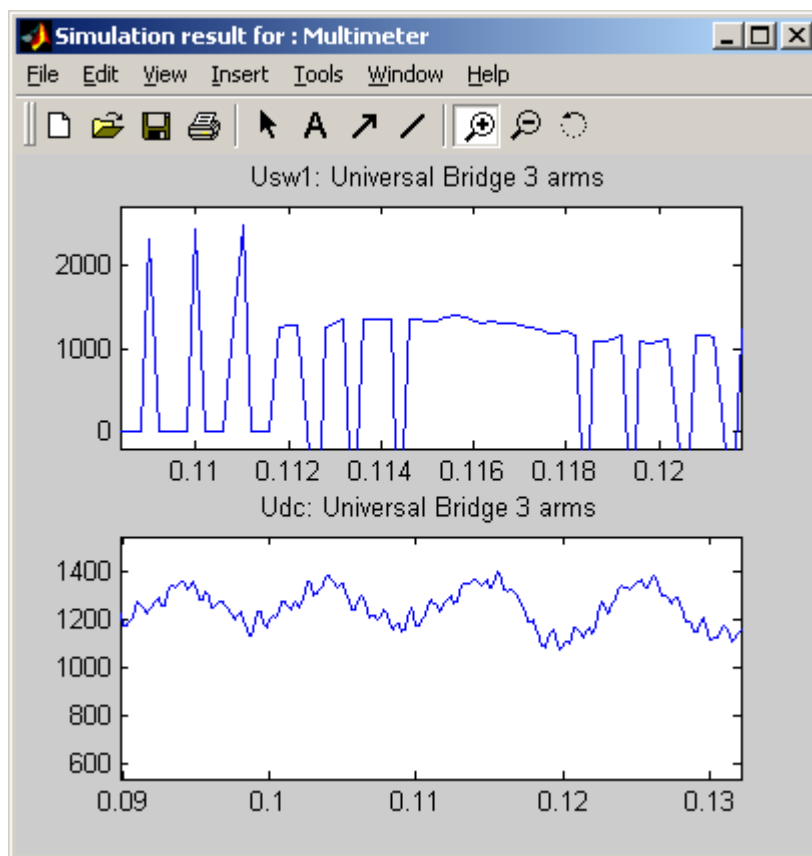 Simulation result for : Multimeter
File Edit View Insert Tools Window Help
A
Usw1: Universal Bridge 3 arms
2000
1000
0
0.11 0.112 0.114 0.116 0.118 0.12
Udc: Universal Bridge 3 arms
1400
1200
1000
800
600
0.09 0.1 0.11 0.12 0.13